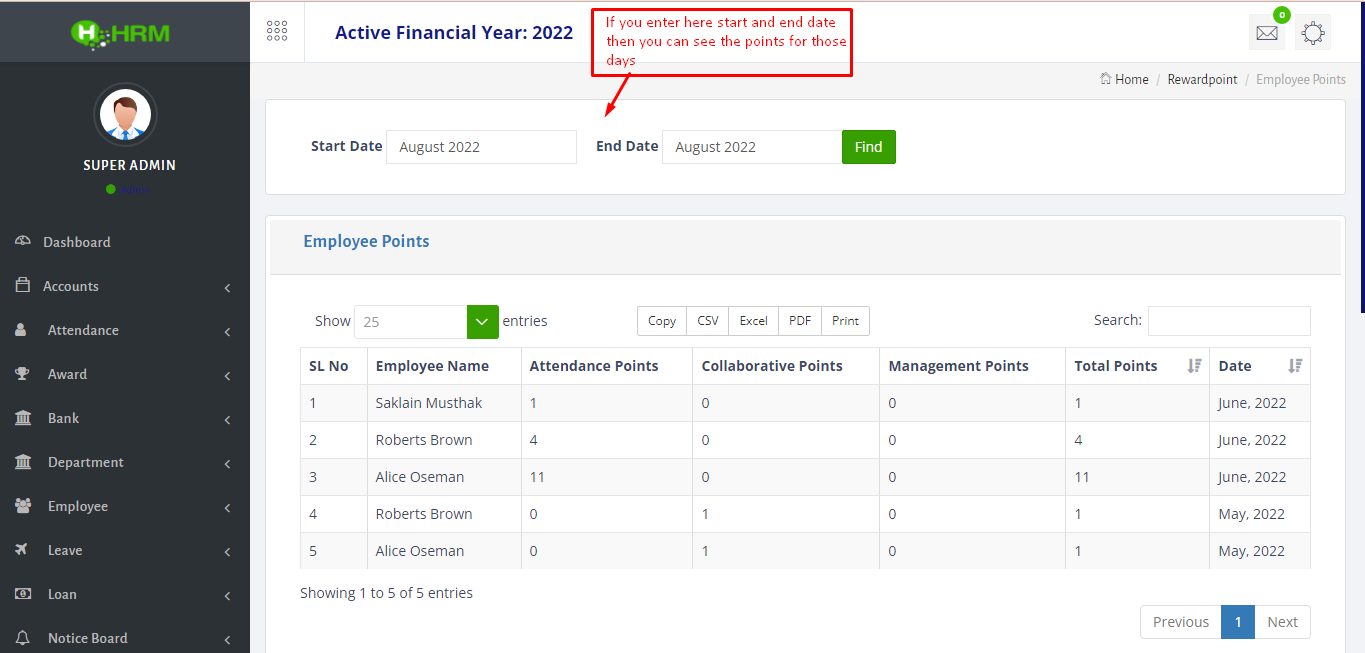 HRM
Active Financial Year: 2022
If you enter here start and end date
then you can see the points for those
days
0
Home / Rewardpoint / Employee Points
SUPER ADMIN
Dashboard
Accounts
Attendance
Award
Bank
Department
Employee
Leave
Loan
Notice Board
Start Date August 2022 End Date August 2022 Find
Employee Points
Show 25 entries Copy CSV Excel PDF Print Search:
SL No Employee Name Attendance Points Collaborative Points Management Points Total Points Date
1 Saklain Musthak 1 0 0 1 June, 2022
2 Roberts Brown 4 0 0 4 June, 2022
3 Alice Oseman 11 0 0 11 June, 2022
4 Roberts Brown 0 1 0 1 May, 2022
5 Alice Oseman 0 1 0 1 May, 2022
Showing 1 to 5 of 5 entries
Previous 1 Next